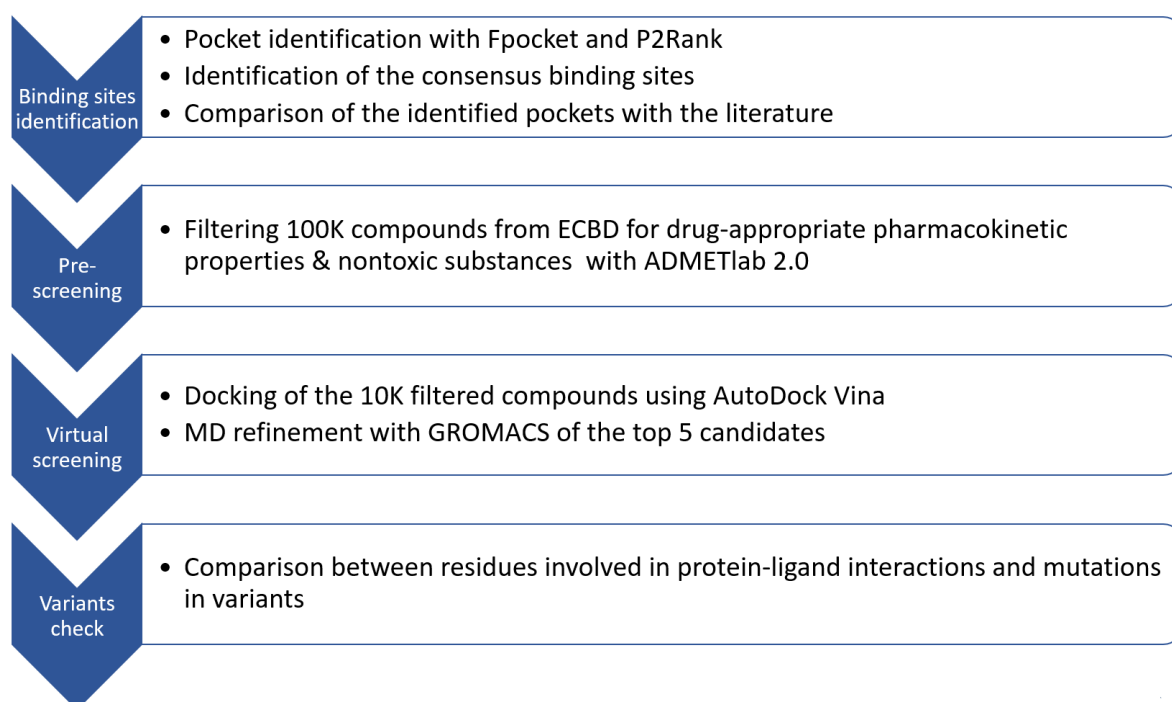 Binding sites
identification
• Pocket identification with Fpocket and P2Rank
• Identification of the consensus binding sites
• Comparison of the identified pockets with the literature
Pre-
screening
• Filtering 100K compounds from ECBD for drug-appropriate pharmacokinetic
properties & nontoxic substances with ADMETlab 2.0
Virtual
screening
• Docking of the 10K filtered compounds using AutoDock Vina
• MD refinement with GROMACS of the top 5 candidates
Variants
check
• Comparison between residues involved in protein-ligand interactions and mutations
in variants